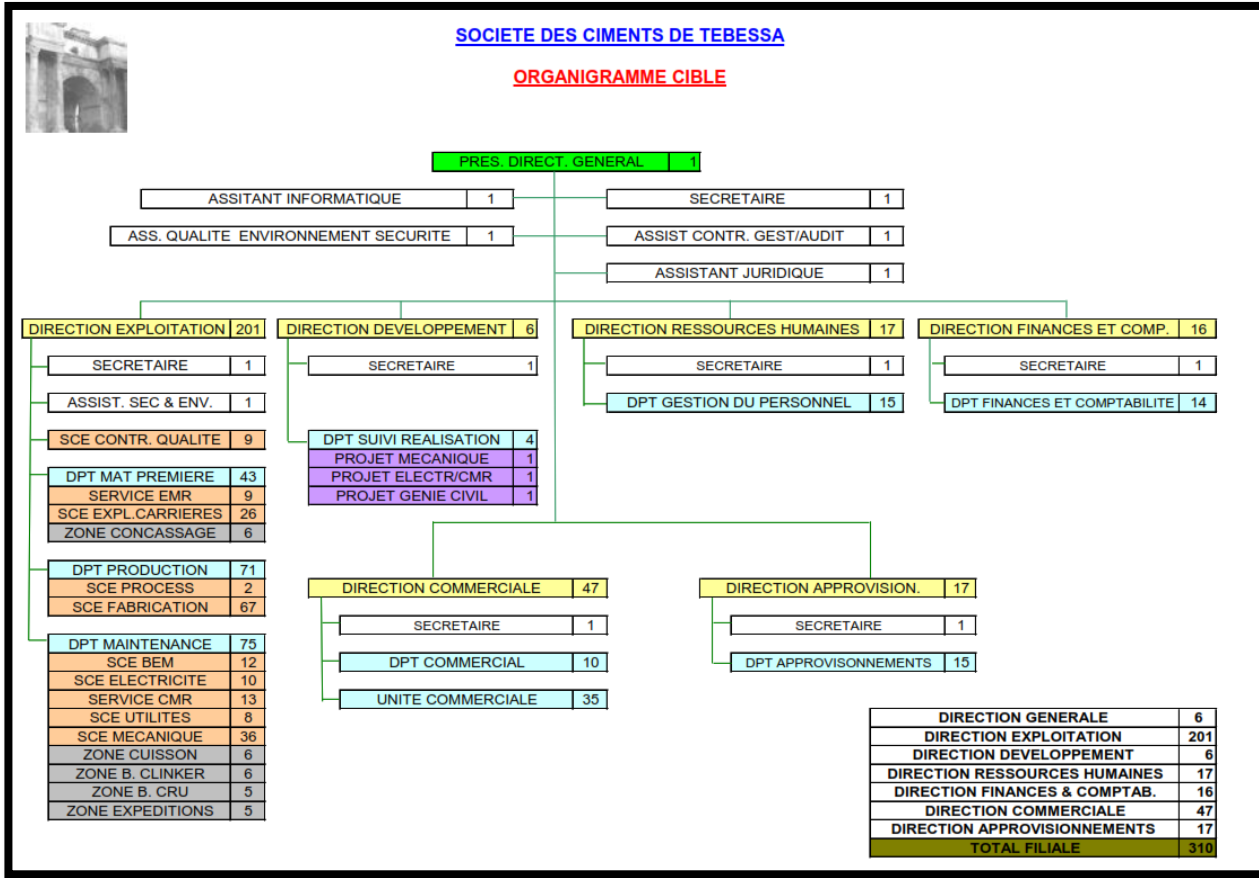 SOCIETE DES CIMENTS DE TEBESSA
ORGANIGRAMME CIBLE
PRES. DIRECT. GENERAL 1
ASSITANT INFORMATIQUE 1
SECRETAIRE 1
ASS. QUALITE ENVIRONNEMENT SECURITE 1
ASSIST CONTR. GEST/AUDIT 1
ASSISTANT JURIDIQUE 1
DIRECTION EXPLOITATION 201
SECRETAIRE 1
ASSIST. SEC & ENV. 1
SCE CONTR. QUALITE 9
DPT MAT PREMIERE 43
SERVICE EMR 9
SCE EXPL.CARRIERES 26
ZONE CONCASSAGE 6
DPT PRODUCTION 71
SCE PROCESS 2
SCE FABRICATION 67
DPT MAINTENANCE 75
SCE BEM 12
SCE ELECTRICITE 10
SERVICE CMR 13
SCE UTILITES 8
SCE MECANIQUE 36
ZONE CUISSON 6
ZONE B. CLINKER 6
ZONE B. CRU 5
ZONE EXPEDITIONS 5
DIRECTION DEVELOPPEMENT 6
SECRETAIRE 1
DPT SUIVI REALISATION 4
PROJET MECANIQUE 1
PROJET ELECTR/CMR 1
PROJET GENIE CIVIL 1
DIRECTION RESSOURCES HUMAINES 17
SECRETAIRE 1
DPT GESTION DU PERSONNEL 15
DIRECTION FINANCES ET COMP. 16
SECRETAIRE 1
DPT FINANCES ET COMPTABILITE 14
DIRECTION COMMERCIALE 47
SECRETAIRE 1
DPT COMMERCIAL 10
UNITE COMMERCIALE 35
DIRECTION APPROVISION. 17
SECRETAIRE 1
DPT APPROVISONNEMENTS 15
DIRECTION GENERALE 6
DIRECTION EXPLOITATION 201
DIRECTION DEVELOPPEMENT 6
DIRECTION RESSOURCES HUMAINES 17
DIRECTION FINANCES & COMPTAB. 16
DIRECTION COMMERCIALE 47
DIRECTION APPROVISIONNEMENTS 17
TOTAL FILIALE 310